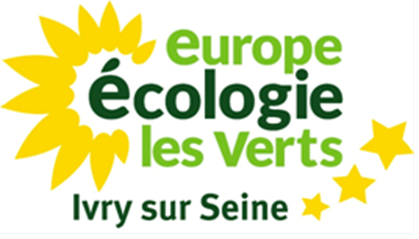 europe
écologie
les verts
Ivry sur Seine